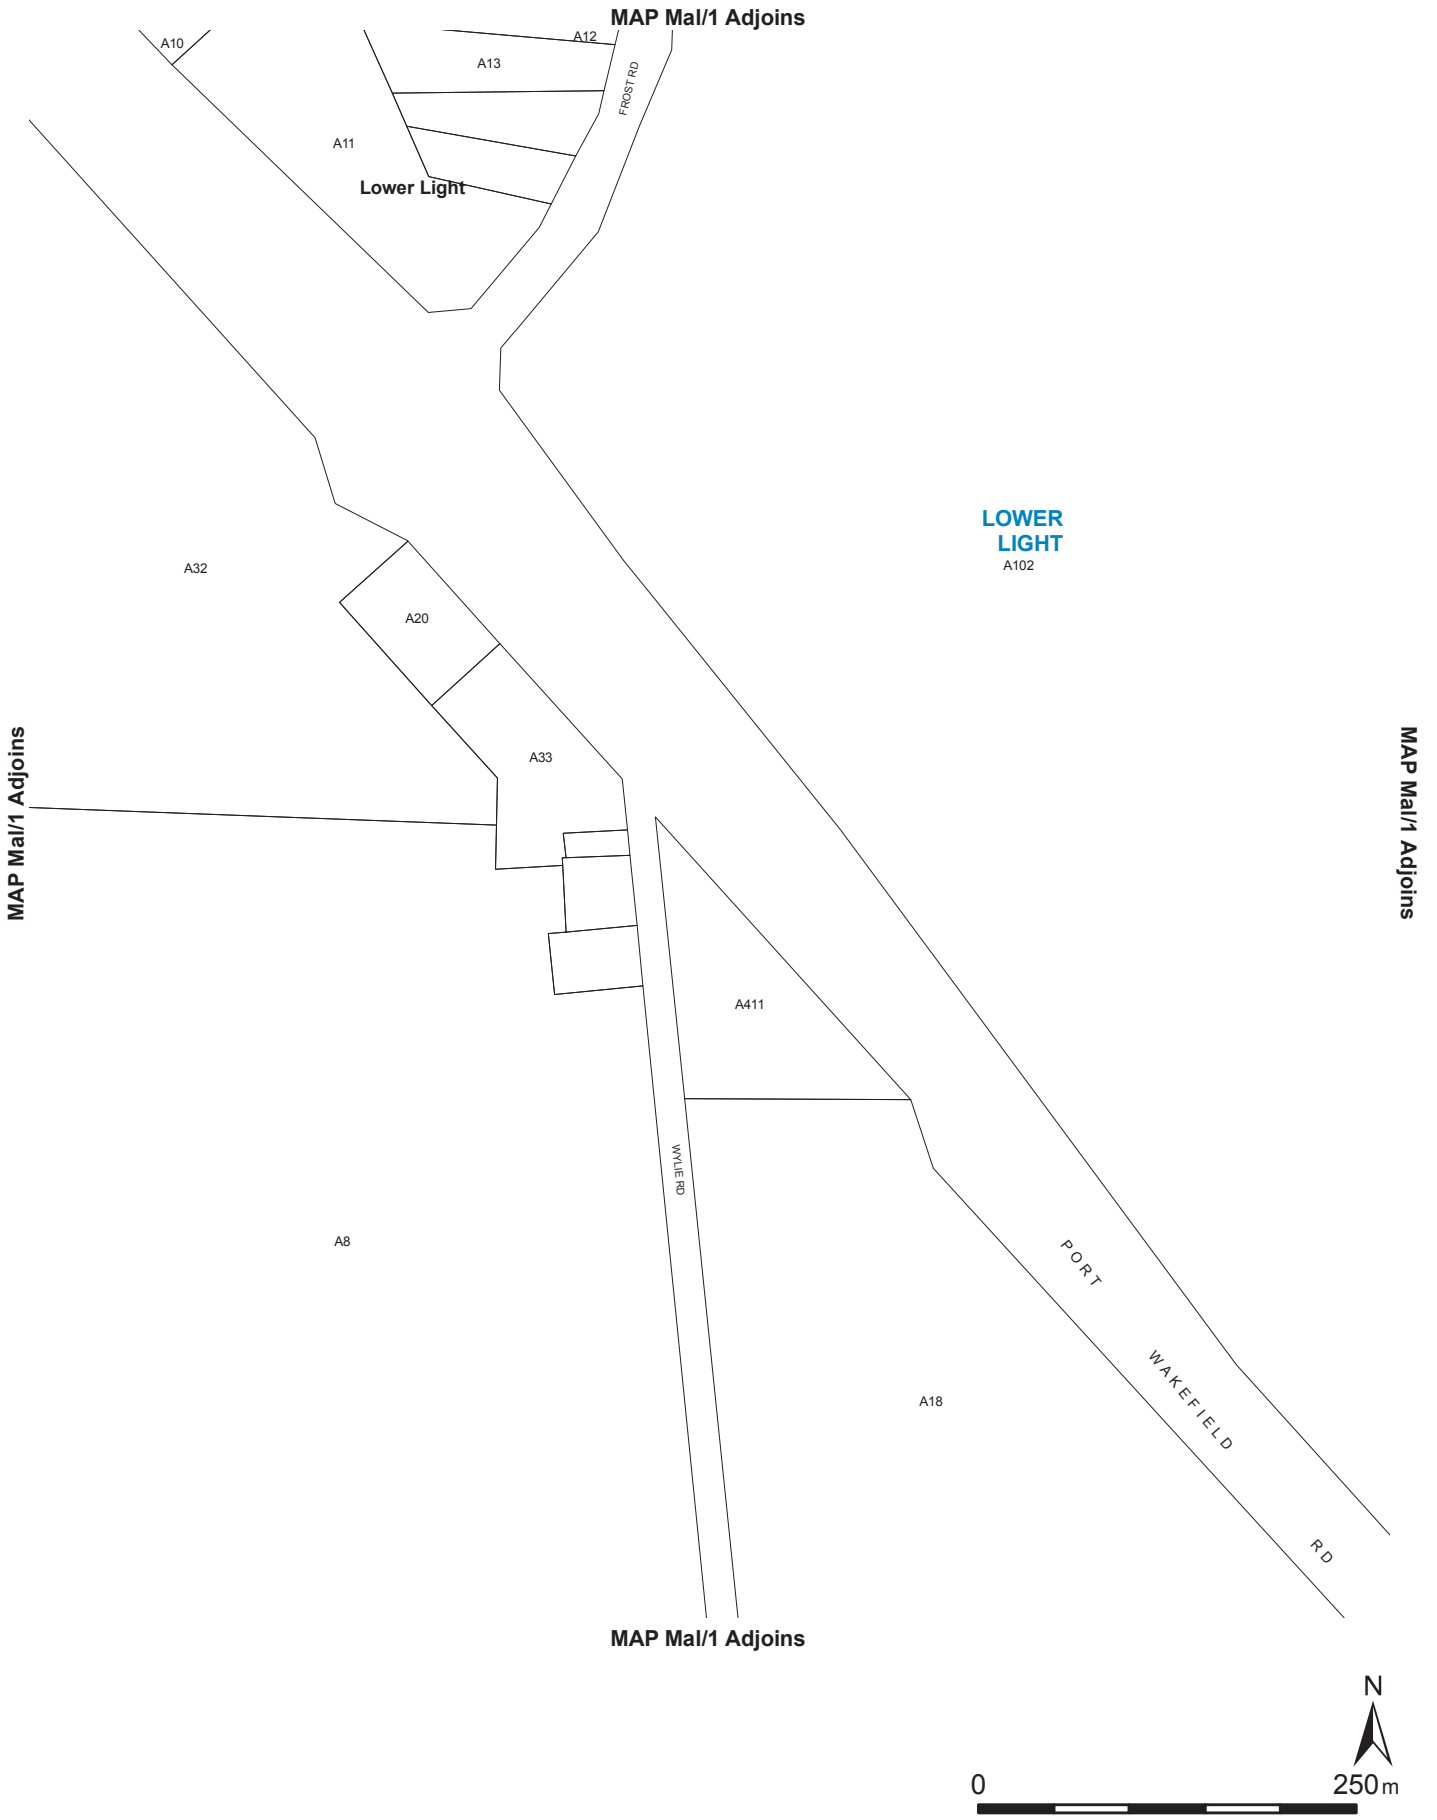 MAP Mal/1 Adjoins
A10
A12
A13
FROST RD
A11
Lower Light
LOWER
LIGHT
A102
A32
A20
A33
MAP Mal/1 Adjoins
MAP Mal/1 Adjoins
A411
WYLIE RD
A8
PORT
WAKEFIELD
RD
A18
MAP Mal/1 Adjoins
N
0 250m